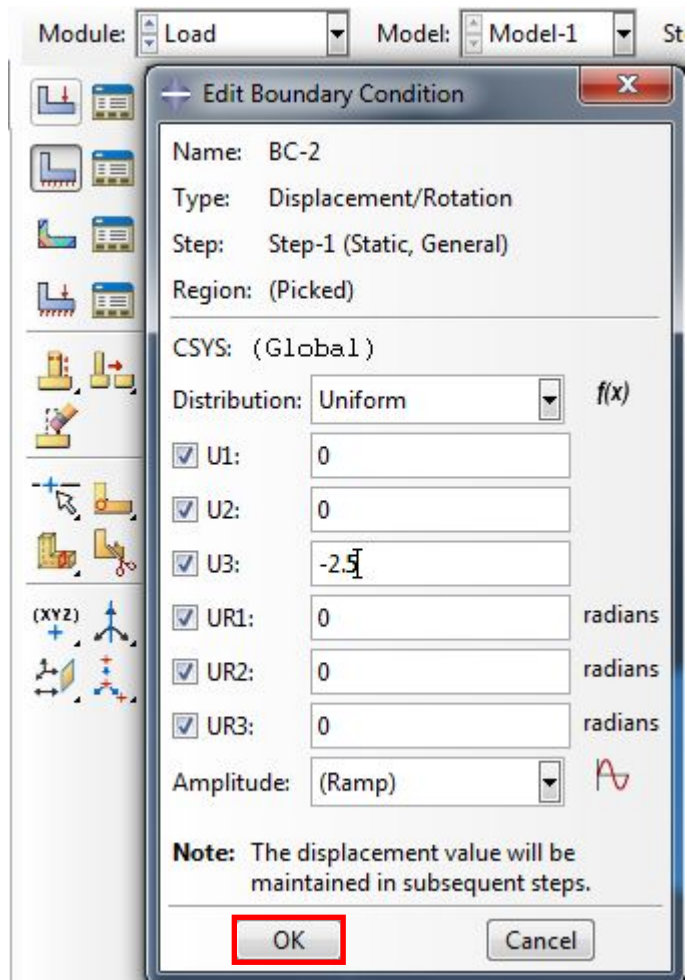 Module: Load Model: Model-1 St
Edit Boundary Condition
Name: BC-2
Type: Displacement/Rotation
Step: Step-1 (Static, General)
Region: (Picked)
CSYS: (Global)
Distribution: Uniform f(x)
U1: 0
U2: 0
U3: -2.5
UR1: 0 radians
UR2: 0 radians
UR3: 0 radians
Amplitude: (Ramp)
Note: The displacement value will be
maintained in subsequent steps.
OK Cancel
(XYZ)